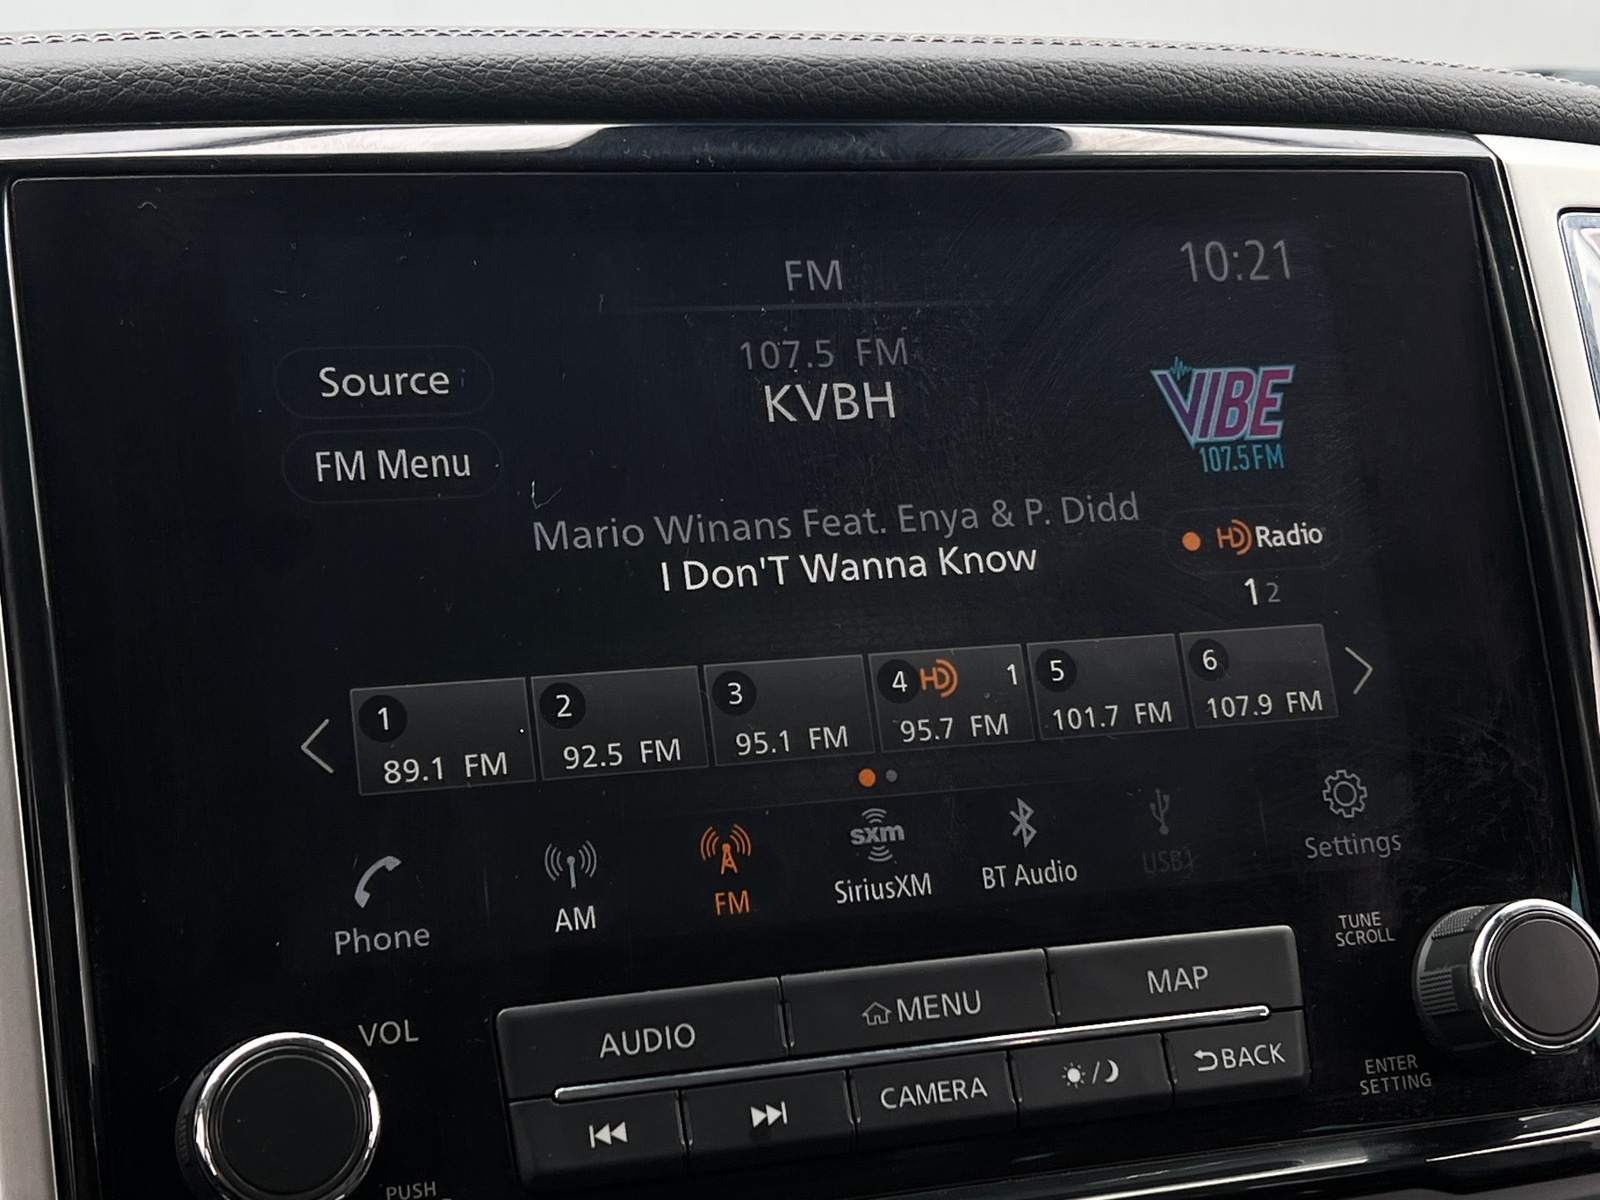 FM
10:21
107.5 FM
KVBH
Source
FM Menu
VIBE
107.5FM
Mario Winans Feat. Enya & P. Didd
I Don'T Wanna Know
HD Radio
1 2
1
89.1 FM
2
92.5 FM
3
95.1 FM
4 HD 1
95.7 FM
5
101.7 FM
6
107.9 FM
Phone
AM
FM
sxm
SiriusXM
BT Audio
USB1
Settings
TUNE
SCROLL
VOL
AUDIO
MENU
MAP
CAMERA
BACK
ENTER
SETTING
PUSH